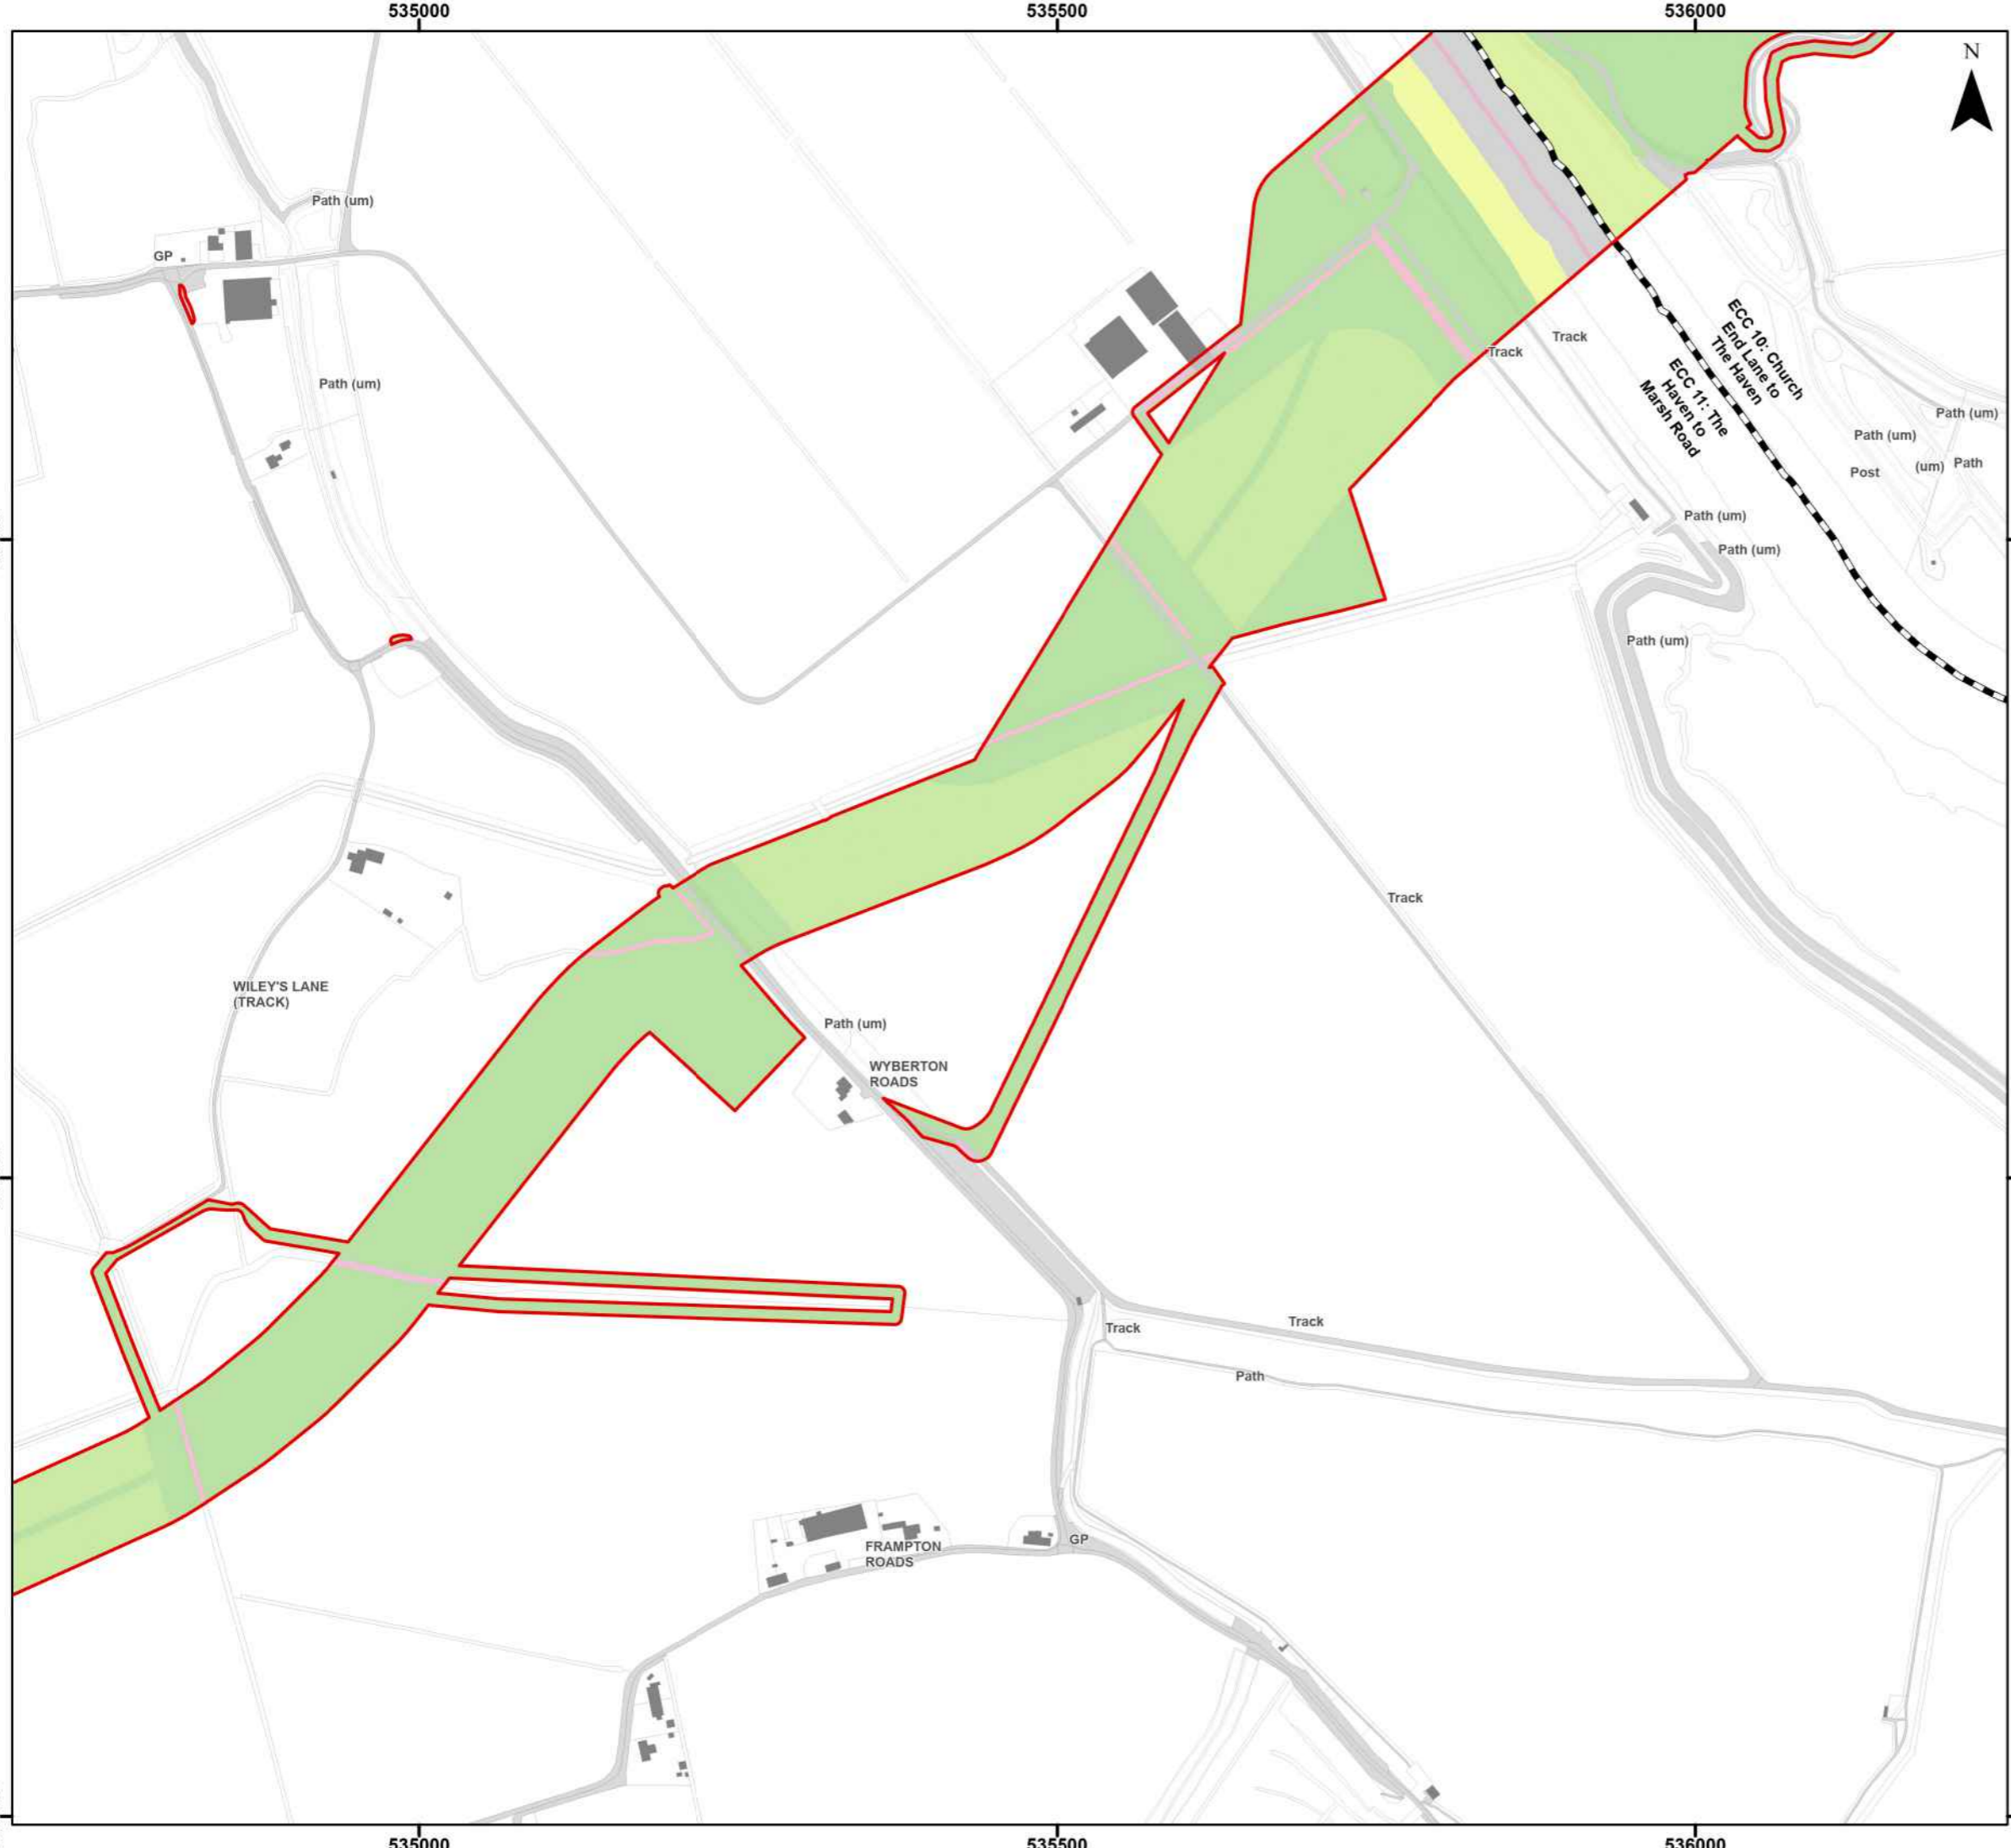 535000
535500
536000
N
Path (um)
GP
Path (um)
Track
Track
ECC 10: Church
End Lane to
The Haven
ECC 11: The
Haven to
Marsh Road
Path (um)
Path (um)
Post
(um) Path
Path (um)
Path (um)
Path (um)
Track
WILEY'S LANE
(TRACK)
Path (um)
WYBERTON
ROADS
Track
Track
Path
FRAMPTON
ROADS
GP
535000
535500
536000